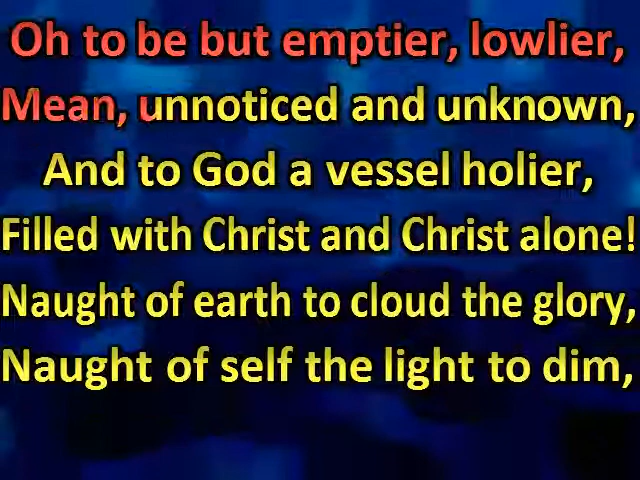 Oh to be but emptier, lowlier,
Mean, unnoticed and unknown,
And to God a vessel holier,
Filled with Christ and Christ alone!
Naught of earth to cloud the glory,
Naught of self the light to dim,